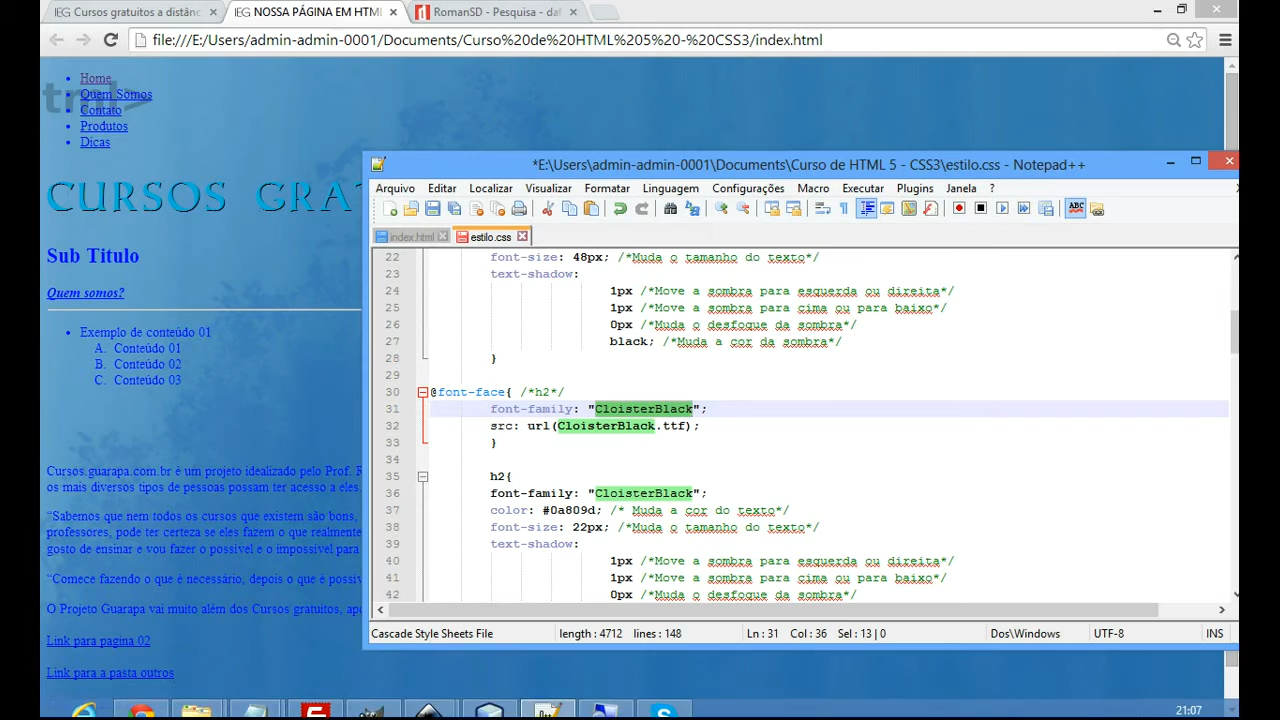 IEG Cursos gratuitos a distânc
IEG NOSSA PÁGINA EM HTM
RomanSD - Pesquisa - daf
file:///E:/Users/admin-admin-0001/Documents/Curso%20de%20HTML%205%20-%20CSS3/index.html
Home
Quem Somos
Contato
Produtos
Dicas
CURSOS GRAT
Sub Titulo
Quem somos?
Exemplo de conteúdo 01
A. Conteúdo 01
B. Conteúdo 02
C. Conteúdo 03
Cursos.guarapa.com.br é um projeto idealizado pelo Prof. R
os mais diversos tipos de pessoas possam ter acesso a eles.
“Sabemos que nem todos os cursos que existem são bons,
professores, pode ter certeza se eles fazem o que realmente
gosto de ensinar e vou fazer o possível e o impossível para
“Comece fazendo o que é necessário, depois o que é possív
O Projeto Guarapa vai muito além dos Cursos gratuitos, apo
Link para pagina 02
Link para a pasta outros
*E:\Users\admin-admin-0001\Documents\Curso de HTML 5 - CSS3\estilo.css - Notepad++
Arquivo Editar Localizar Visualizar Formatar Linguagem Configurações Macro Executar Plugins Janela ?
index.html estilo.css
22 font-size: 48px; /*Muda o tamanho do texto*/
23 text-shadow:
24 1px /*Move a sombra para esquerda ou direita*/
25 1px /*Move a sombra para cima ou para baixo*/
26 0px /*Muda o desfoque da sombra*/
27 black; /*Muda a cor da sombra*/
28 }
29
30 @font-face{ /*h2*/
31 font-family: "CloisterBlack";
32 src: url(CloisterBlack.ttf);
33 }
34
35 h2{
36 font-family: "CloisterBlack";
37 color: #0a809d; /* Muda a cor do texto*/
38 font-size: 22px; /*Muda o tamanho do texto*/
39 text-shadow:
40 1px /*Move a sombra para esquerda ou direita*/
41 1px /*Move a sombra para cima ou para baixo*/
42 0px /*Muda o desfoque da sombra*/
Cascade Style Sheets File length : 4712 lines : 148 Ln : 31 Col : 36 Sel : 13 | 0 Dos\Windows UTF-8 INS
21:07